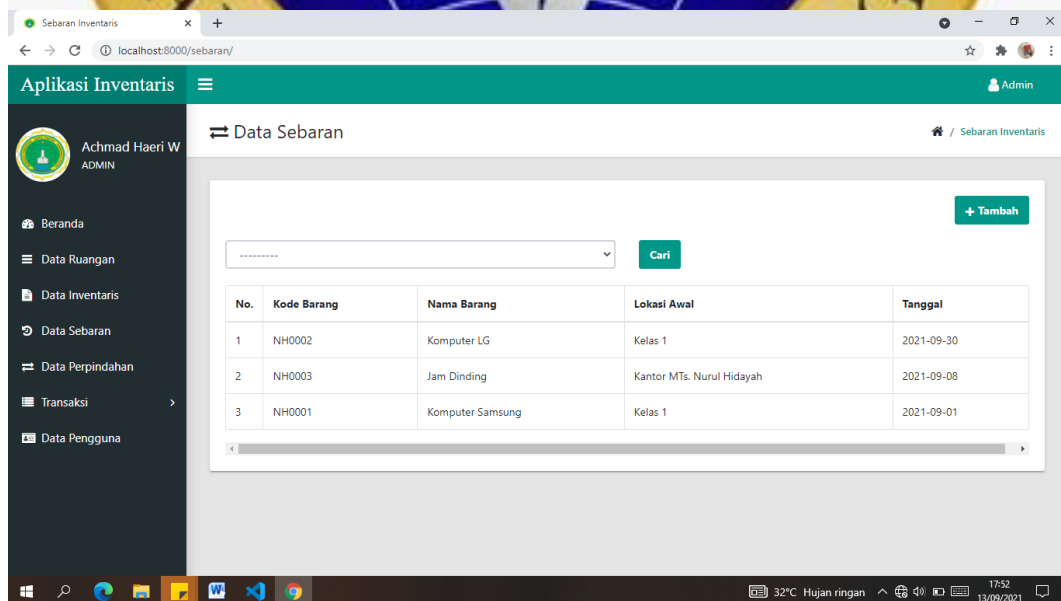 Sebaran Inventaris
localhost:8000/sebaran/
Aplikasi Inventaris
Admin
Achmad Haeri W
ADMIN
Data Sebaran
/ Sebaran Inventaris
Beranda
Data Ruangan
Data Inventaris
Data Sebaran
Data Perpindahan
Transaksi
Data Pengguna
+ Tambah
---------
Cari
No. Kode Barang Nama Barang Lokasi Awal Tanggal
1 NH0002 Komputer LG Kelas 1 2021-09-30
2 NH0003 Jam Dinding Kantor MTs. Nurul Hidayah 2021-09-08
3 NH0001 Komputer Samsung Kelas 1 2021-09-01
32°C Hujan ringan
17:52
13/09/2021